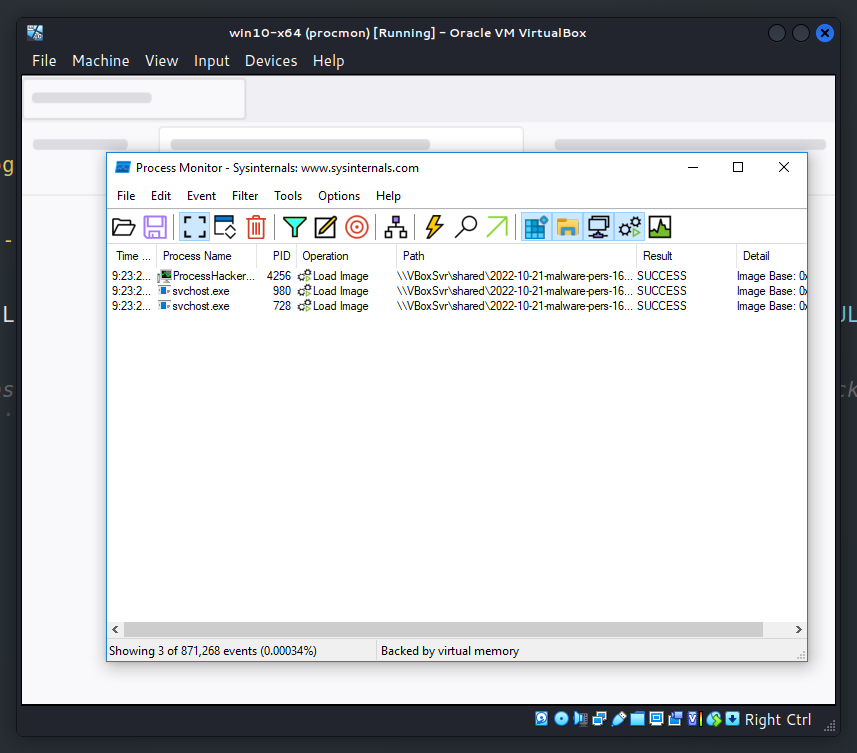 win10-x64 (procmon) [Running] - Oracle VM VirtualBox
File Machine View Input Devices Help
og
Process Monitor - Sysinternals: www.sysinternals.com
File Edit Event Filter Tools Options Help
-
Time ... Process Name PID Operation Path Result Detail
9:23:2... ProcessHacker... 4256 Load Image \\VBoxSvr\shared\2022-10-21-malware-pers-16... SUCCESS Image Base: 0x
9:23:2... svchost.exe 980 Load Image \\VBoxSvr\shared\2022-10-21-malware-pers-16... SUCCESS Image Base: 0x
9:23:2... svchost.exe 728 Load Image \\VBoxSvr\shared\2022-10-21-malware-pers-16... SUCCESS Image Base: 0x
L UL
os ck
Showing 3 of 871,268 events (0.00034%) Backed by virtual memory
Right Ctrl